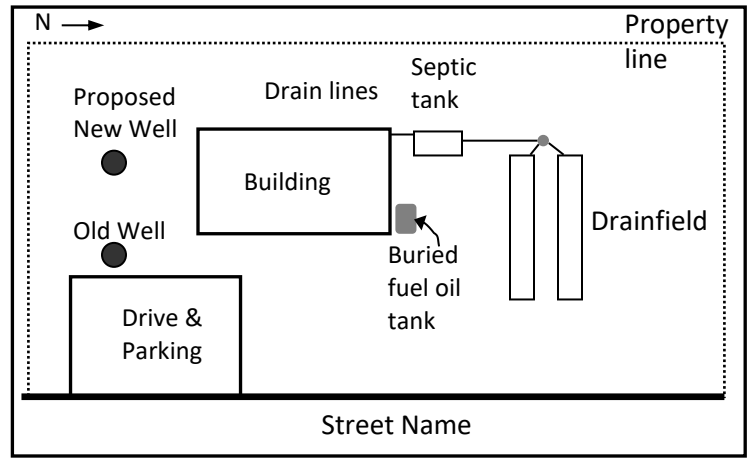 N
Property
line
Septic
tank
Drain lines
Proposed
New Well
Building
Old Well
Drainfield
Buried
fuel oil
tank
Drive &
Parking
Street Name